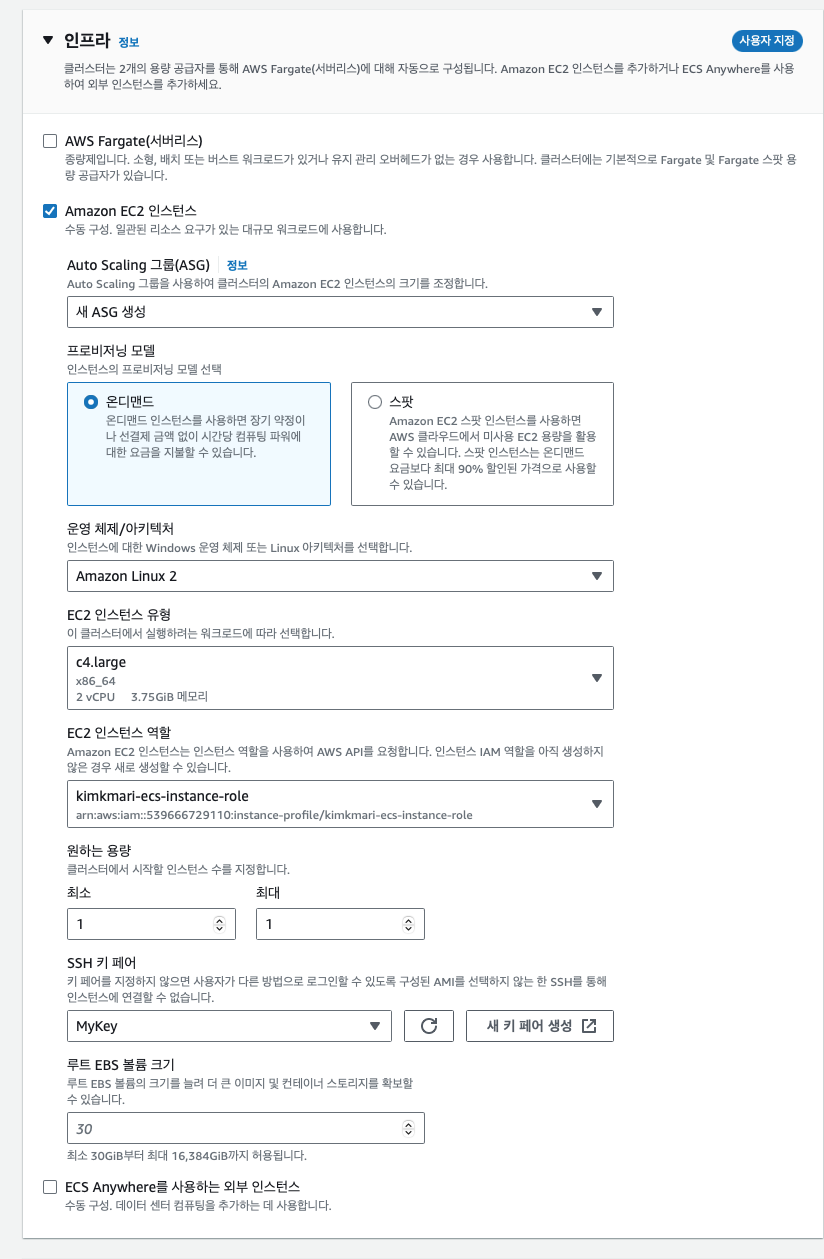 인프라 정보
사용자 지정
클러스터는 2개의 용량 공급자를 통해 AWS Fargate(서버리스)에 대해 자동으로 구성됩니다. Amazon EC2 인스턴스를 추가하거나 ECS Anywhere를 사용
하여 외부 인스턴스를 추가하세요.
AWS Fargate(서버리스)
종량제입니다. 소형, 배치 또는 버스트 워크로드가 있거나 유지 관리 오버헤드가 없는 경우 사용합니다. 클러스터에는 기본적으로 Fargate 및 Fargate 스팟 용
량 공급자가 있습니다.
Amazon EC2 인스턴스
수동 구성. 일관된 리소스 요구가 있는 대규모 워크로드에 사용합니다.
Auto Scaling 그룹(ASG) 정보
Auto Scaling 그룹을 사용하여 클러스터의 Amazon EC2 인스턴스의 크기를 조정합니다.
새 ASG 생성
프로비저닝 모델
인스턴스의 프로비저닝 모델 선택
온디맨드
온디맨드 인스턴스를 사용하면 장기 약정이
나 선결제 금액 없이 시간당 컴퓨팅 파워에
대한 요금을 지불할 수 있습니다.
스팟
Amazon EC2 스팟 인스턴스를 사용하면
AWS 클라우드에서 미사용 EC2 용량을 활용
할 수 있습니다. 스팟 인스턴스는 온디맨드
요금보다 최대 90% 할인된 가격으로 사용할
수 있습니다.
운영 체제/아키텍처
인스턴스에 대한 Windows 운영 체제 또는 Linux 아키텍처를 선택합니다.
Amazon Linux 2
EC2 인스턴스 유형
이 클러스터에서 실행하려는 워크로드에 따라 선택합니다.
c4.large
x86_64
2 vCPU 3.75GiB 메모리
EC2 인스턴스 역할
Amazon EC2 인스턴스는 인스턴스 역할을 사용하여 AWS API를 요청합니다. 인스턴스 IAM 역할을 아직 생성하지
않은 경우 새로 생성할 수 있습니다.
kimkmari-ecs-instance-role
arn:aws:iam::539666729110:instance-profile/kimkmari-ecs-instance-role
원하는 용량
클러스터에서 시작할 인스턴스 수를 지정합니다.
최소 최대
1 1
SSH 키 페어
키 페어를 지정하지 않으면 사용자가 다른 방법으로 로그인할 수 있도록 구성된 AMI를 선택하지 않는 한 SSH를 통해
인스턴스에 연결할 수 없습니다.
MyKey 새 키 페어 생성
루트 EBS 볼륨 크기
루트 EBS 볼륨의 크기를 늘려 더 큰 이미지 및 컨테이너 스토리지를 확보할
수 있습니다.
30
최소 30GiB부터 최대 16,384GiB까지 허용됩니다.
ECS Anywhere를 사용하는 외부 인스턴스
수동 구성. 데이터 센터 컴퓨팅을 추가하는 데 사용합니다.